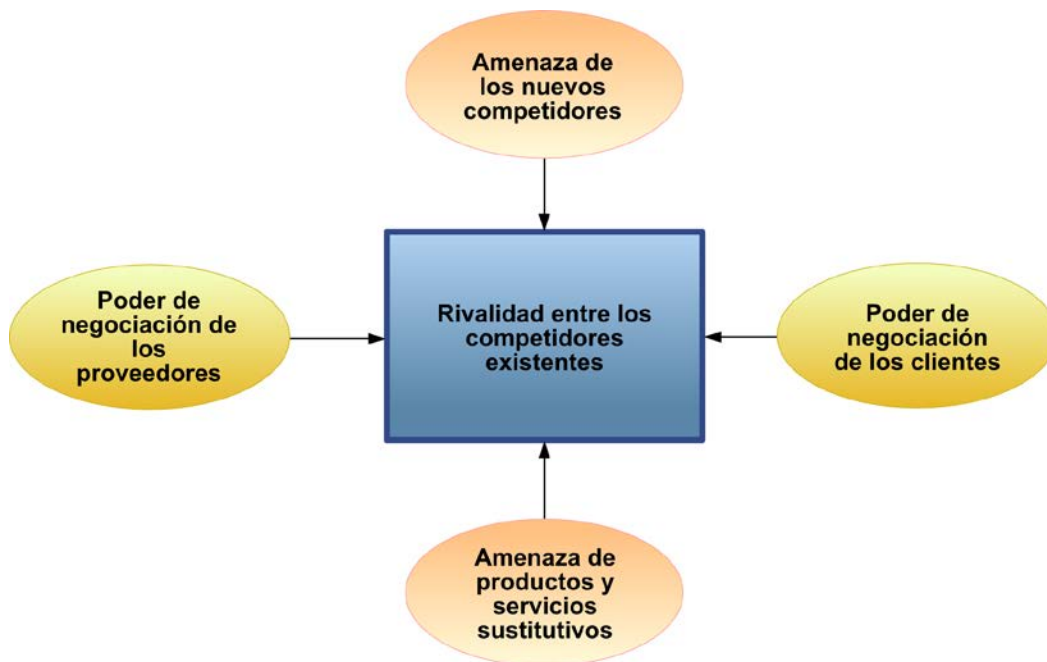 Amenaza de
los nuevos
competidores
Poder de
negociación de
los
proveedores
Rivalidad entre los
competidores
existentes
Poder de
negociación
de los clientes
Amenaza de
productos y
servicios
sustitutivos